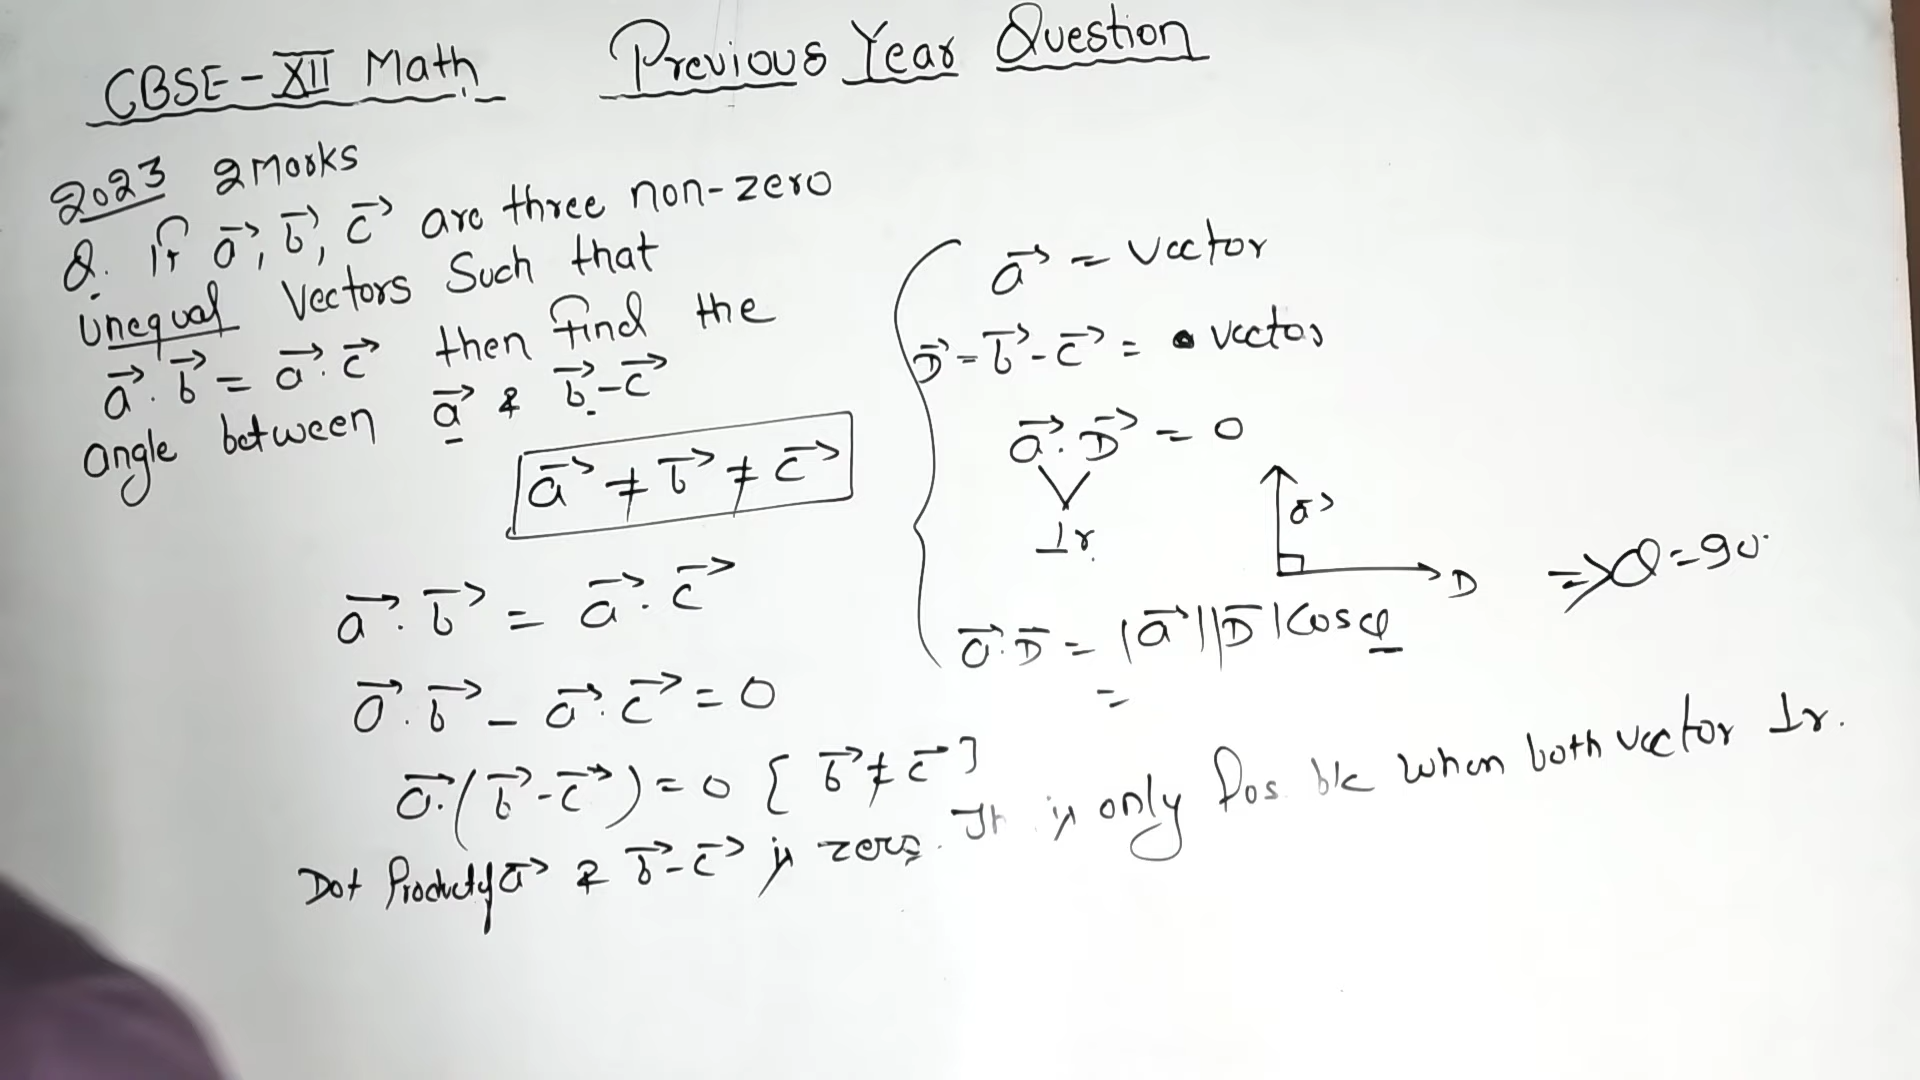 CBSE-XII Math Previous Year Question
2023 2 Marks
Q. If a⃗, b⃗, c⃗ are three non-zero
unequal Vectors Such that
a⃗.b⃗ = a⃗.c⃗ then find the
angle between a⃗ & b⃗-c⃗
a⃗ ≠ b⃗ ≠ c⃗
a⃗.b⃗ = a⃗.c⃗
a⃗.b⃗ - a⃗.c⃗ = 0
a⃗.(b⃗-c⃗) = 0 [b⃗ ≠ c⃗]
Dot Product of a⃗ & b⃗-c⃗ is zero. It is only when both vector ⊥r.
a⃗ = vector
D⃗ = b⃗-c⃗ = vector
a⃗.D⃗ = 0
⊥r.
a⃗
D
⇒ θ = 90°
a⃗.D⃗ = |a⃗||D⃗|Cosθ
=